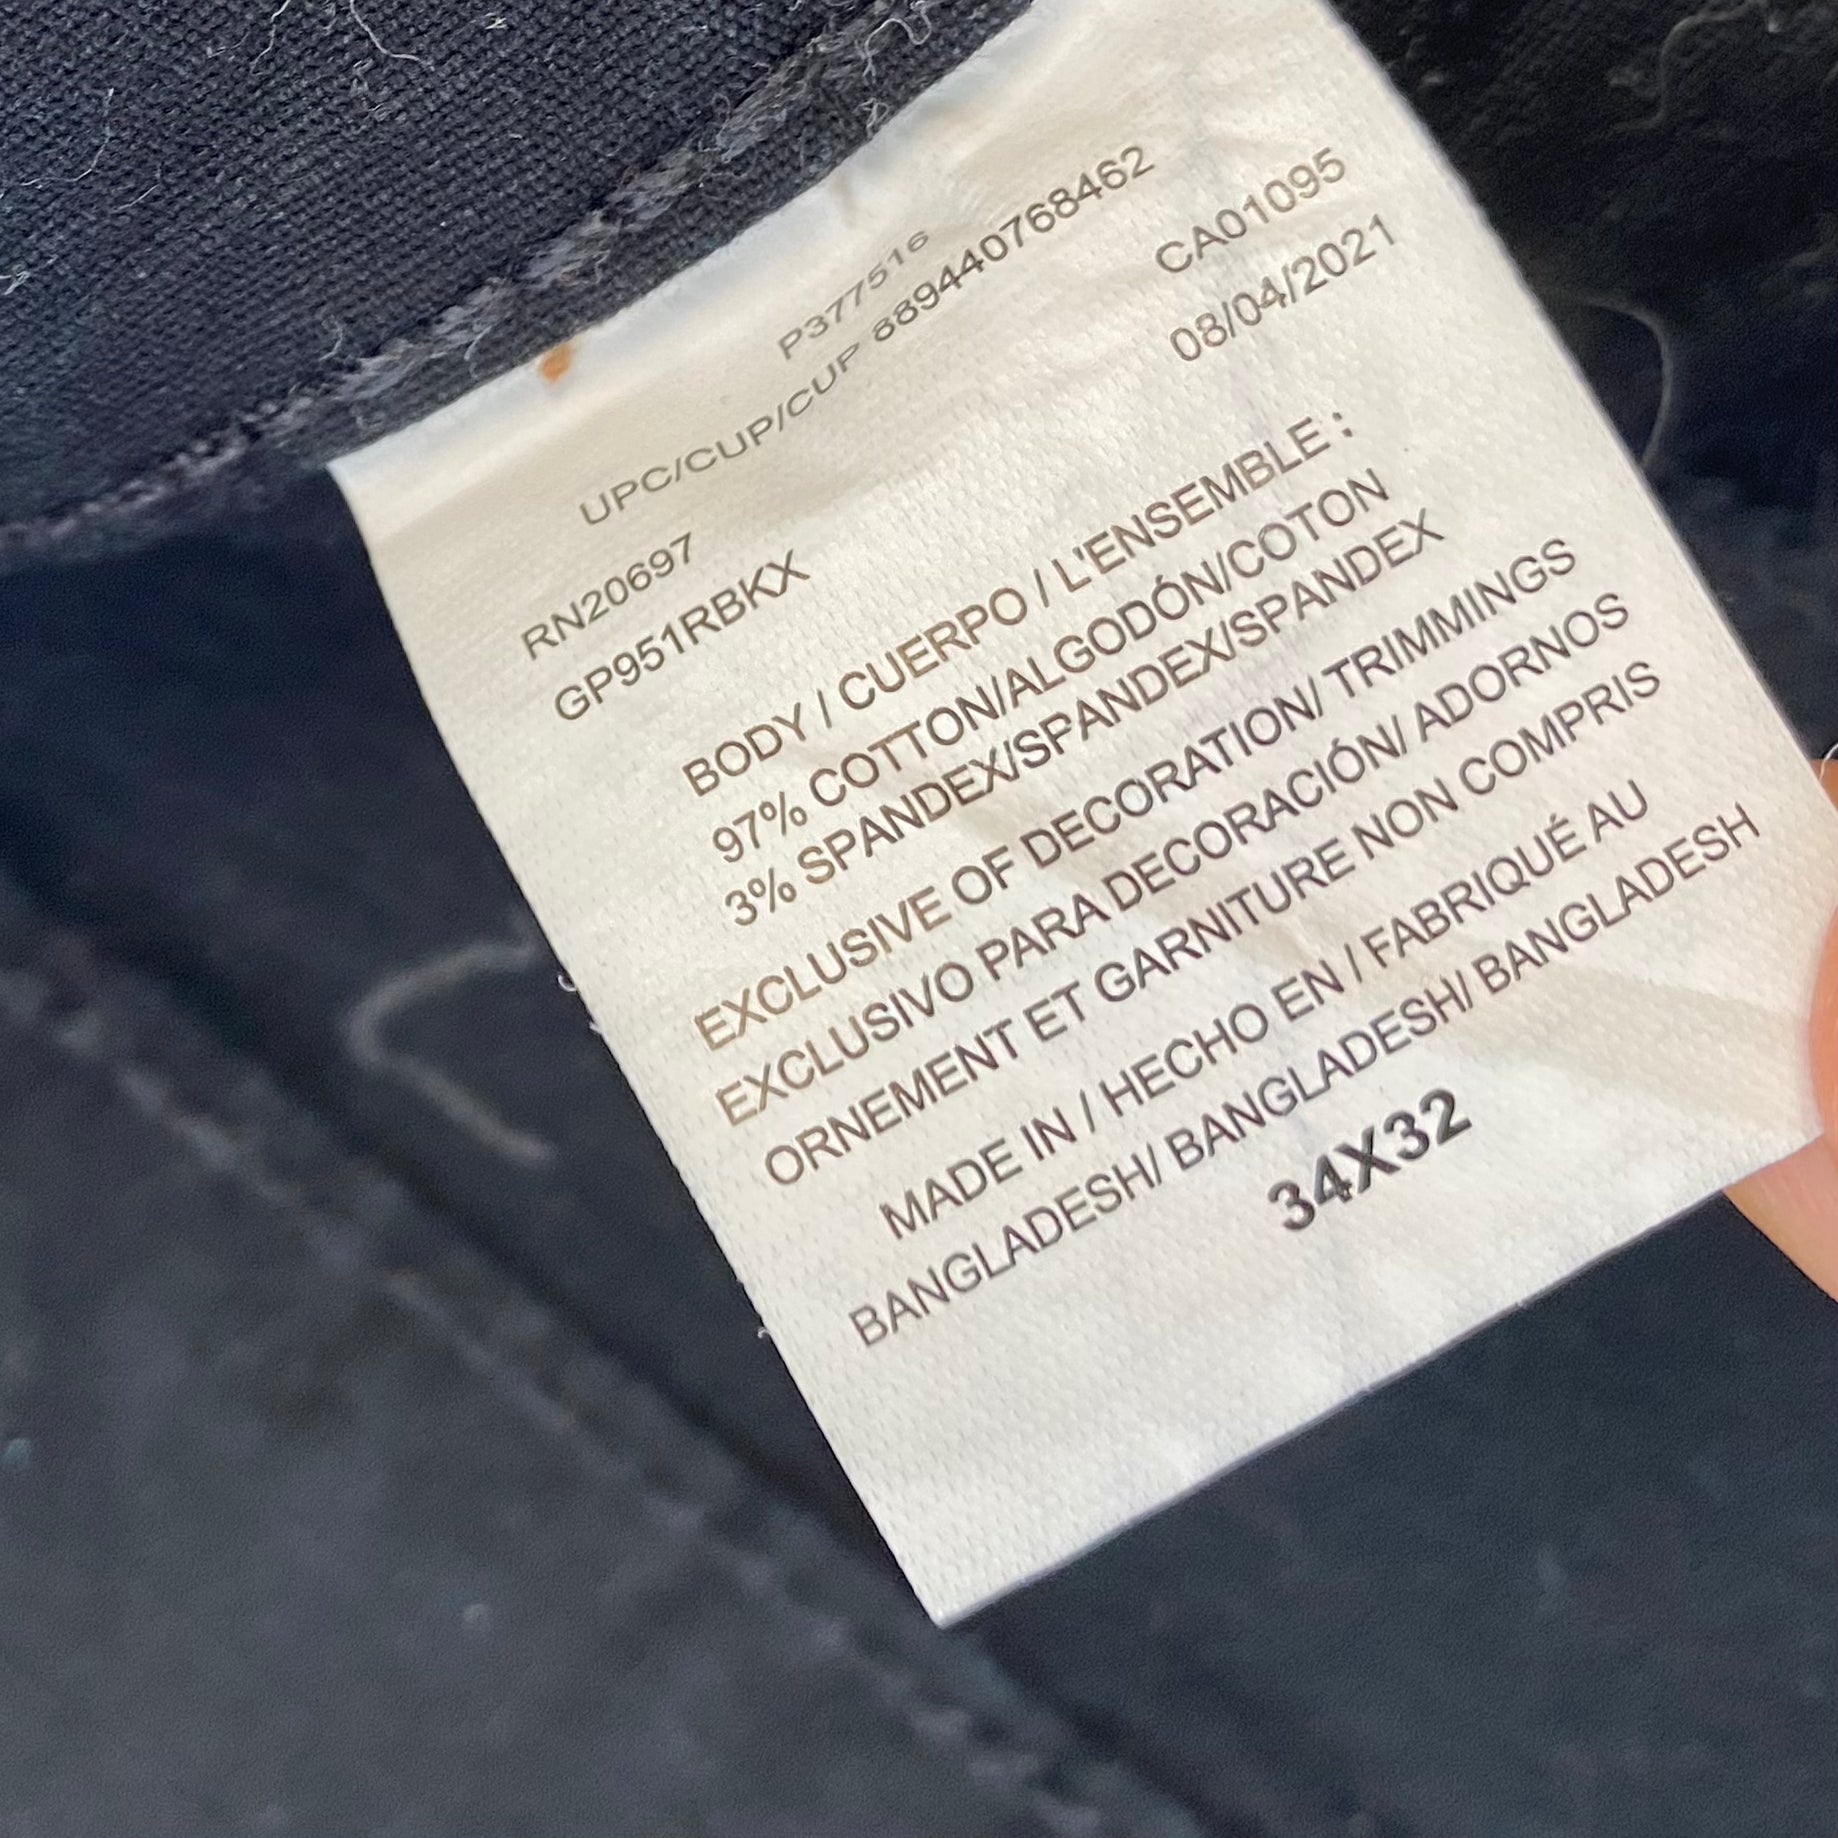 P377516
UPC/CUP/CUP 889440768462
RN20697 CA01095
GP951RBKX 08/04/2021
BODY / CUERPO / L'ENSEMBLE :
97% COTTON/ALGODÓN/COTON
3% SPANDEX/SPANDEX/SPANDEX
EXCLUSIVE OF DECORATION/ TRIMMINGS
EXCLUSIVO PARA DECORACIÓN/ ADORNOS
ORNEMENT ET GARNITURE NON COMPRIS
MADE IN / HECHO EN / FABRIQUÉ AU
BANGLADESH/ BANGLADESH/ BANGLADESH
34X32